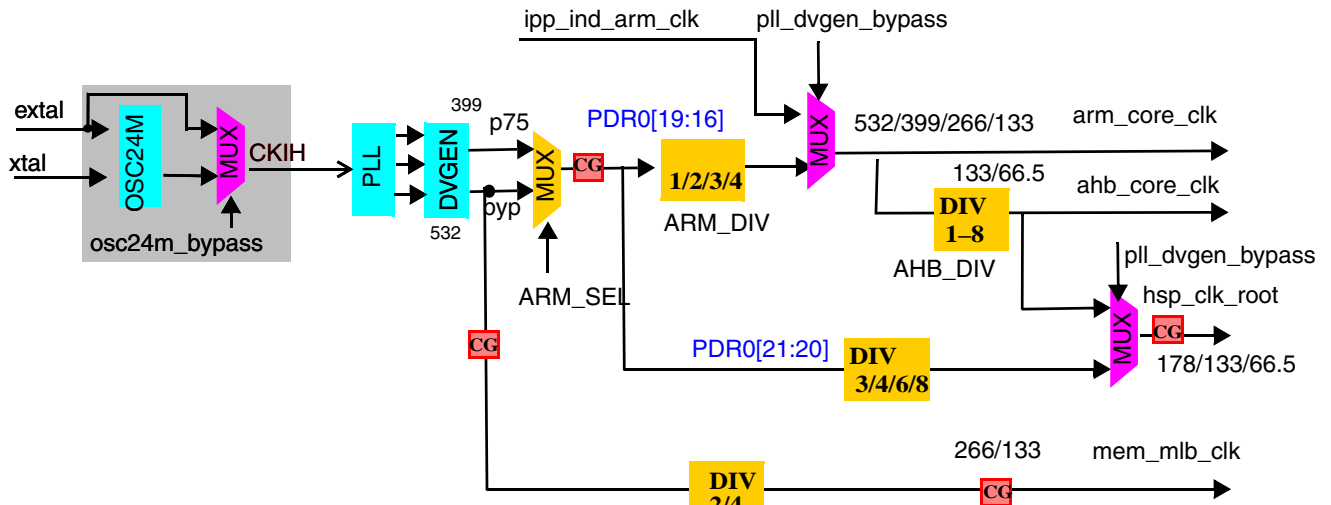 ipp_ind_arm_clk
pll_dvgen_bypass
extal
xtal
OSC24M
MUX
CKIH
osc24m_bypass
PLL
DVGEN
399
p75
byp
532
MUX
ARM_SEL
CG
PDR0[19:16]
1/2/3/4
ARM_DIV
MUX
532/399/266/133
arm_core_clk
133/66.5
ahb_core_clk
DIV
1–8
AHB_DIV
pll_dvgen_bypass
MUX
hsp_clk_root
CG
178/133/66.5
CG
PDR0[21:20]
DIV
3/4/6/8
266/133
mem_mlb_clk
DIV
2/4
CG